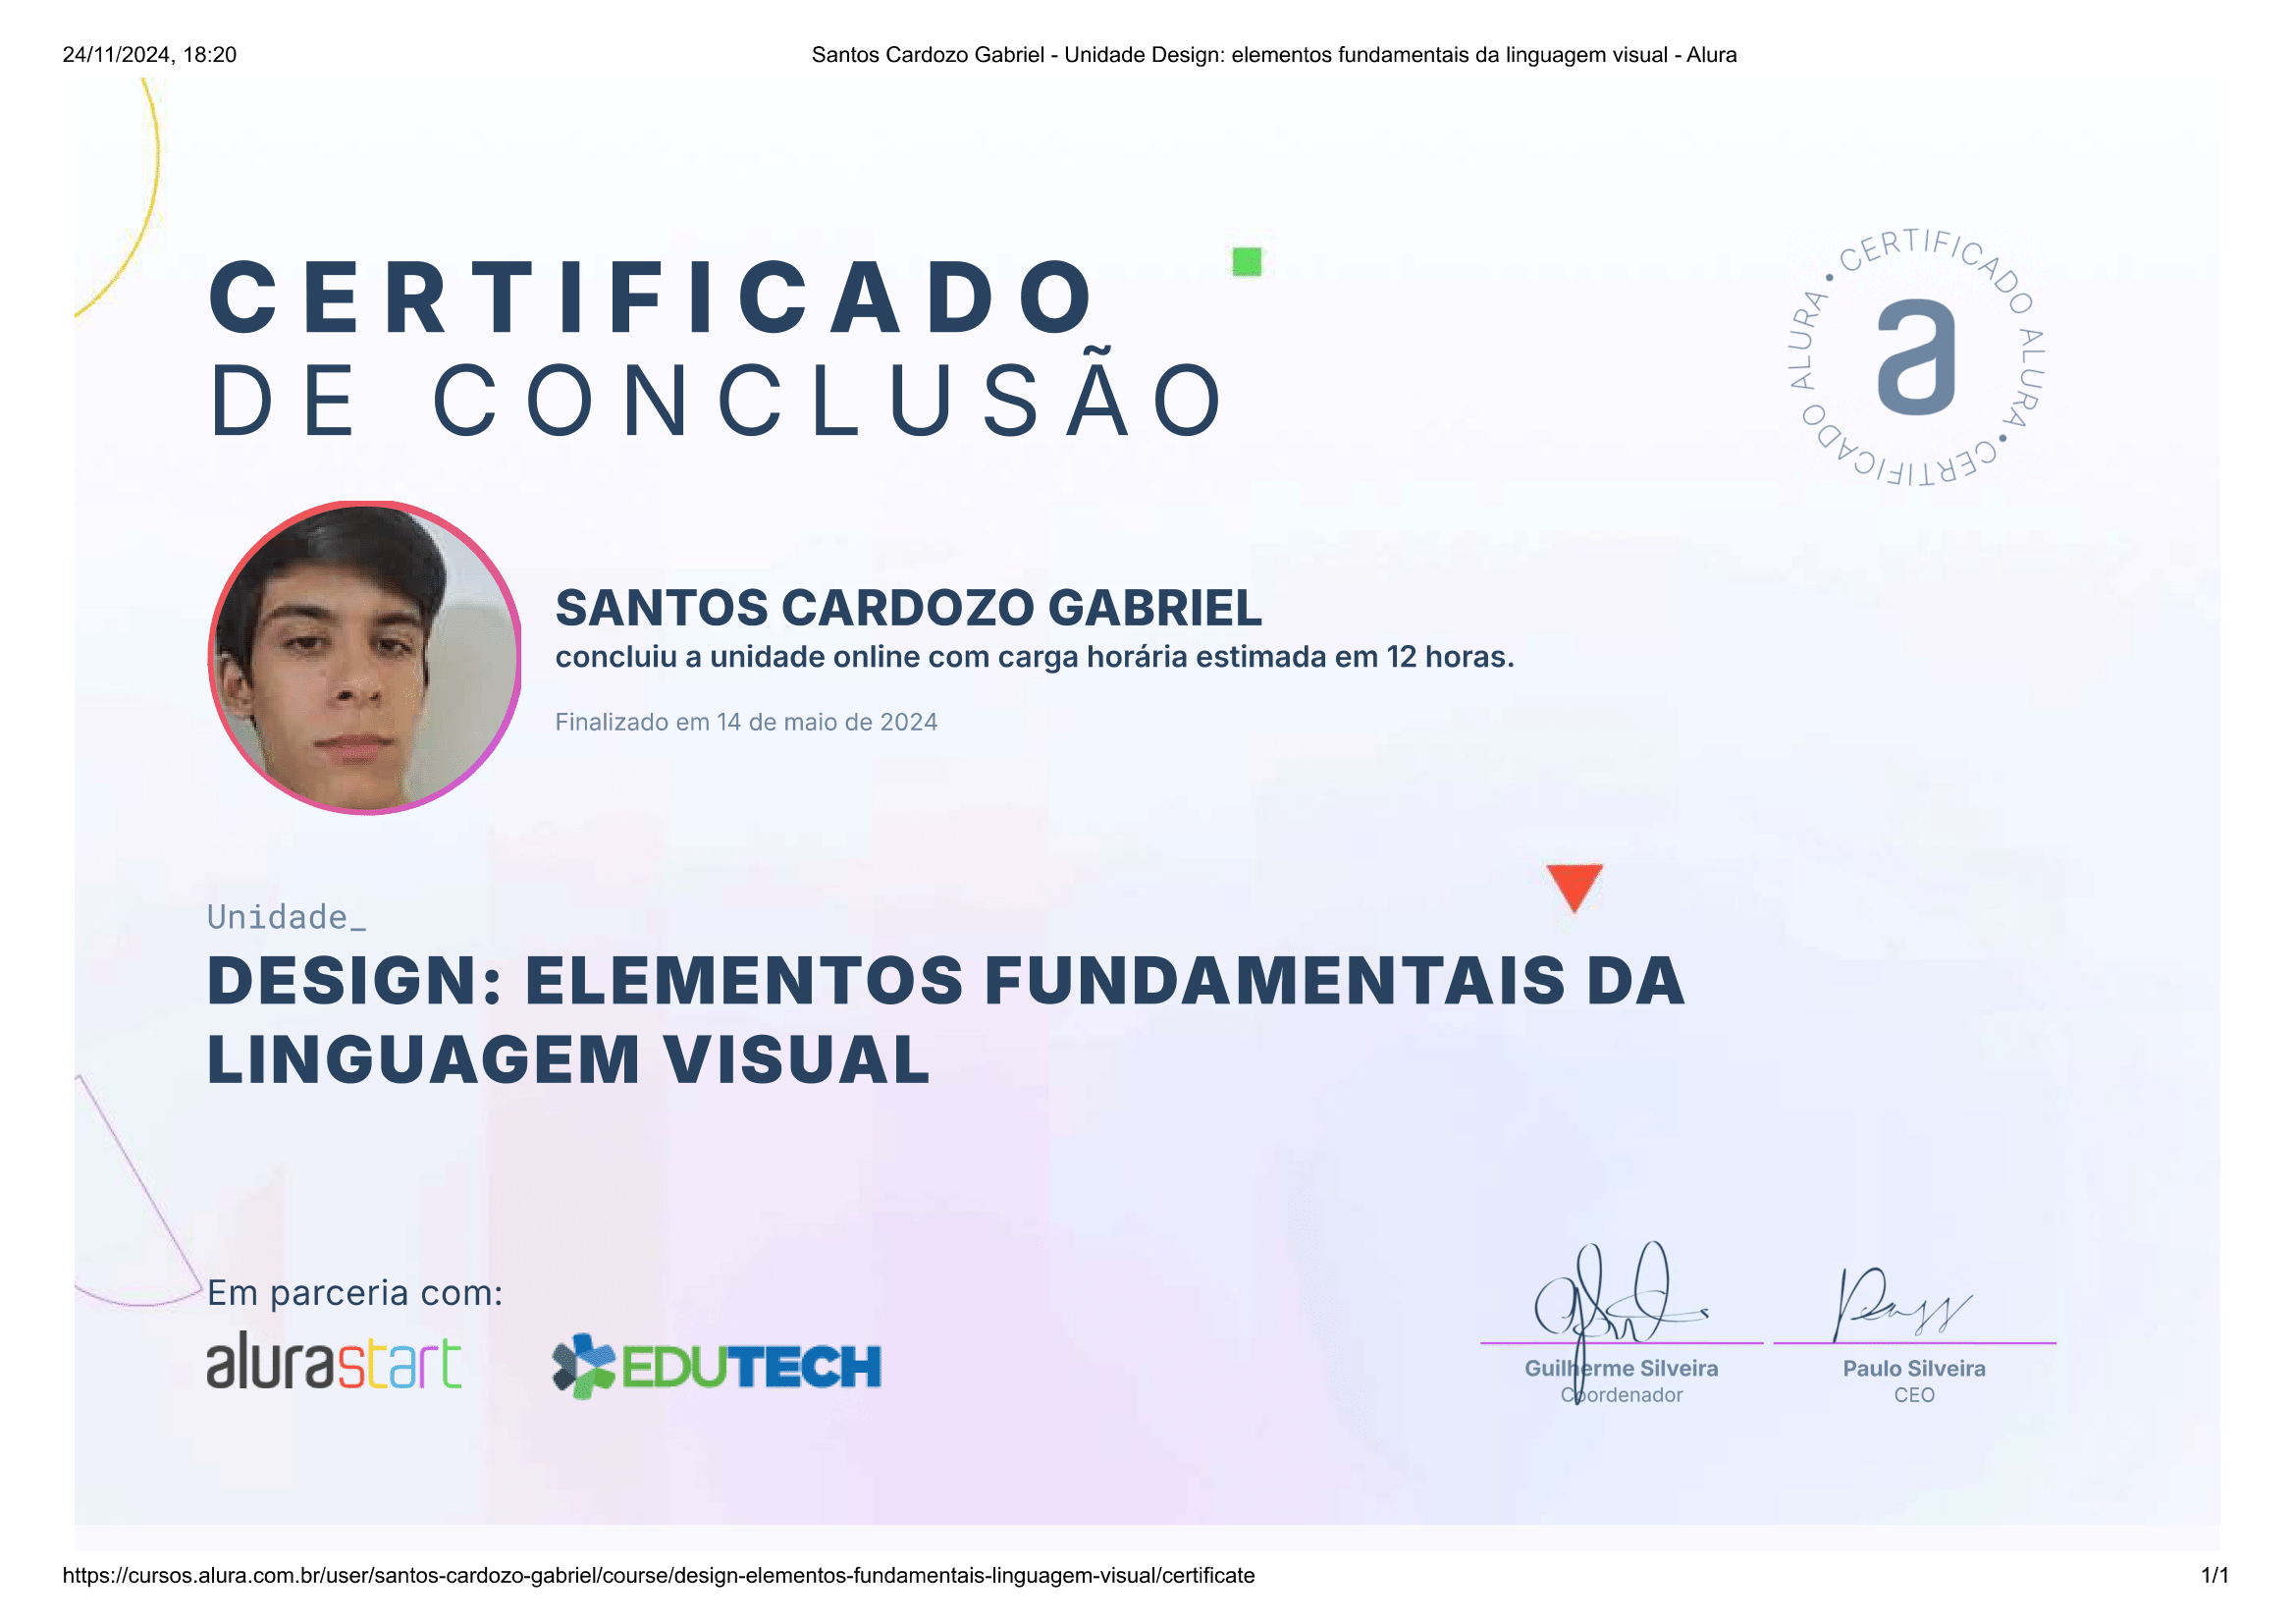 24/11/2024, 18:20
Santos Cardozo Gabriel - Unidade Design: elementos fundamentais da linguagem visual - Alura
CERTIFICADO
DE CONCLUSÃO
CERTIFICADO ALURA • CERTIFICADO ALURA •
a
SANTOS CARDOZO GABRIEL
concluiu a unidade online com carga horária estimada em 12 horas.
Finalizado em 14 de maio de 2024
Unidade_
DESIGN: ELEMENTOS FUNDAMENTAIS DA
LINGUAGEM VISUAL
Em parceria com:
alurastart
EDUTECH
Guilherme Silveira
Coordenador
Paulo Silveira
CEO
https://cursos.alura.com.br/user/santos-cardozo-gabriel/course/design-elementos-fundamentais-linguagem-visual/certificate
1/1